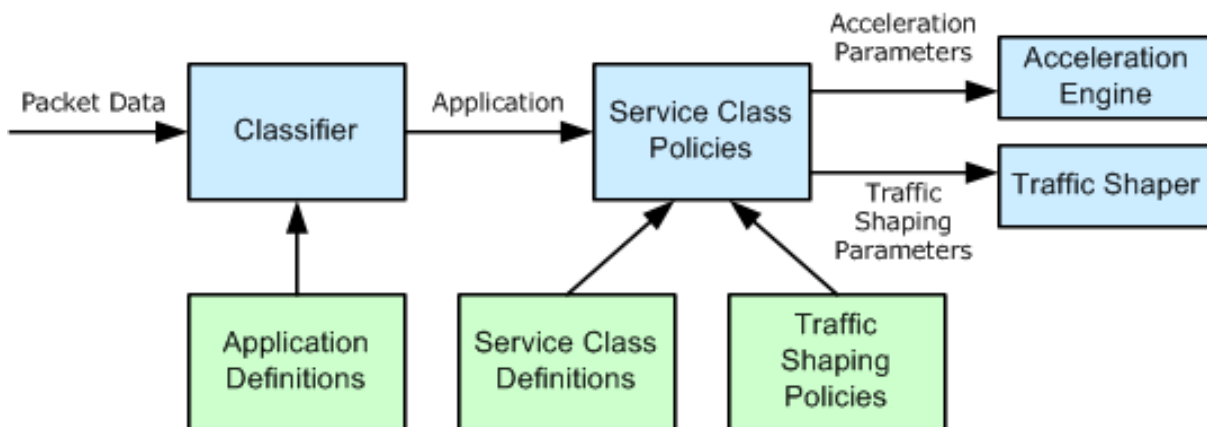 Acceleration
Parameters
Acceleration
Engine
Packet Data
Classifier
Application
Service Class
Policies
Traffic Shaper
Traffic
Shaping
Parameters
Application
Definitions
Service Class
Definitions
Traffic
Shaping
Policies